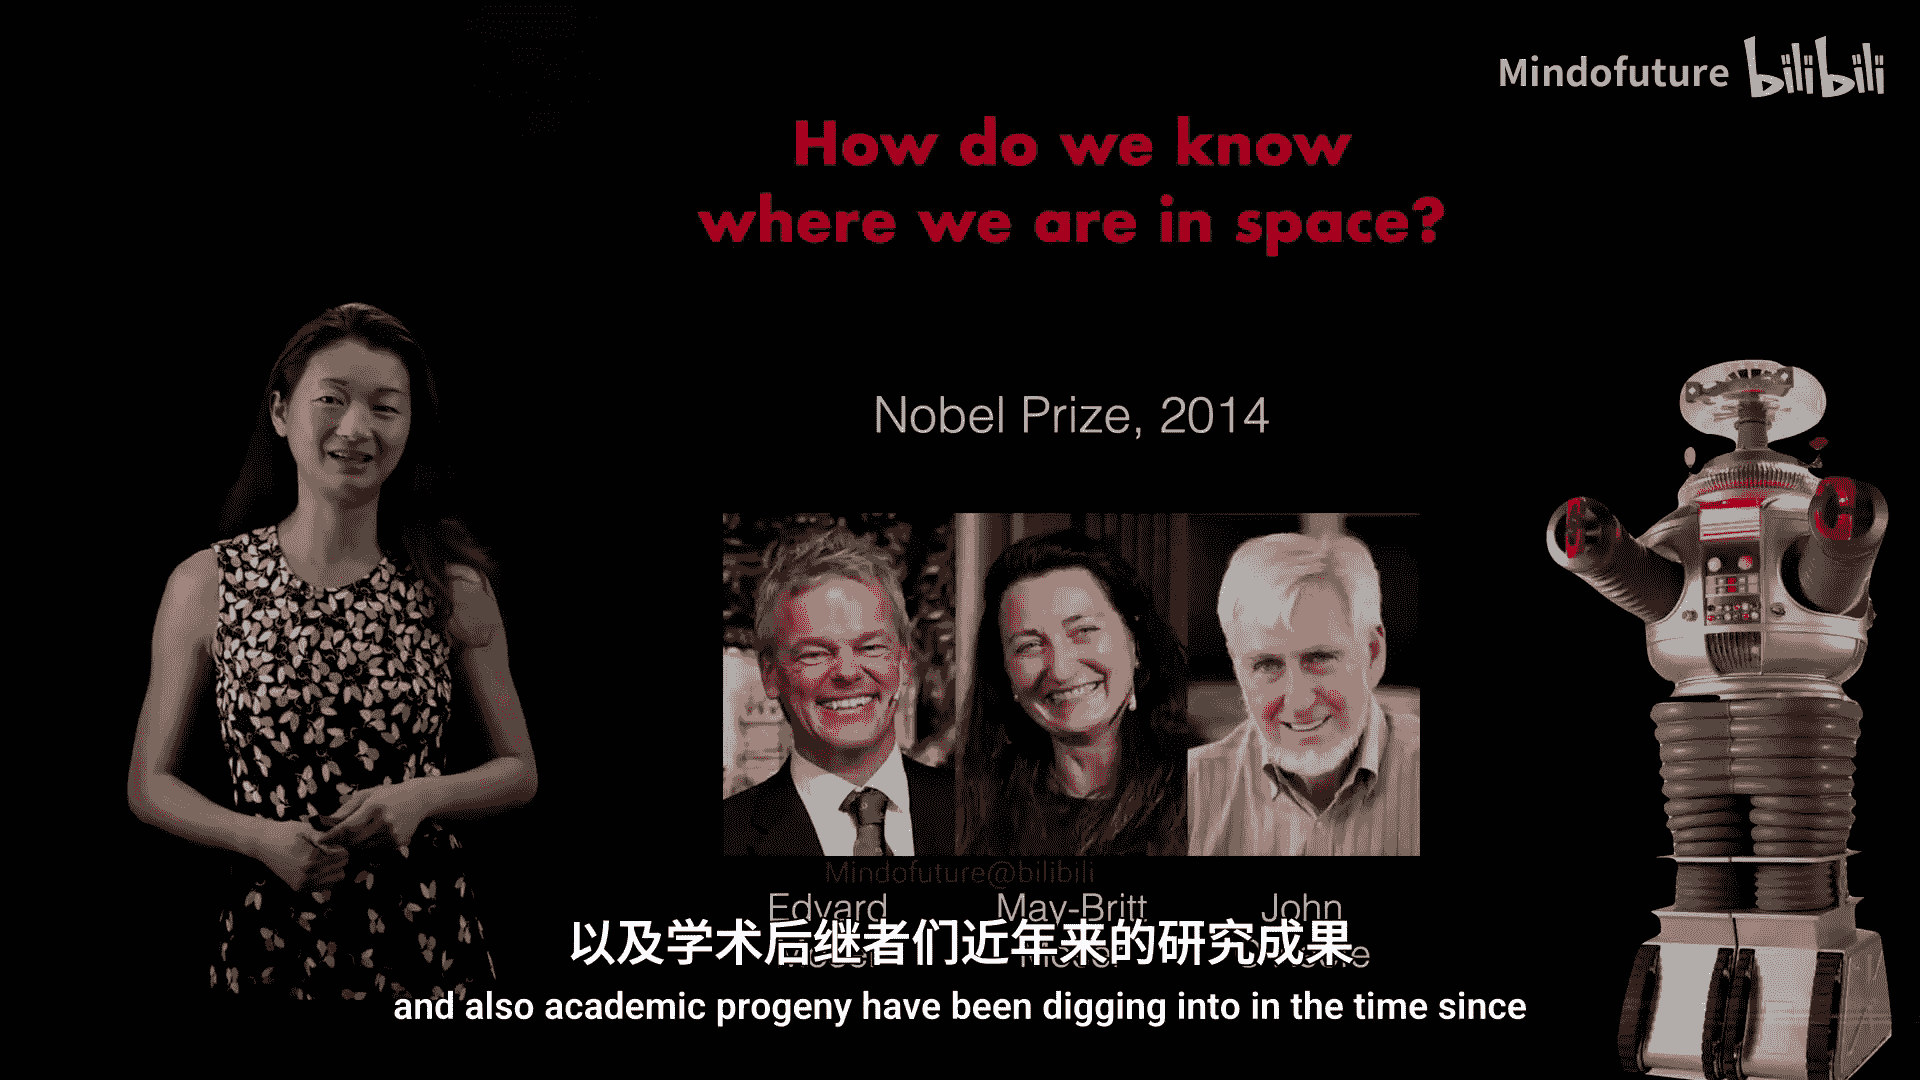 Mindofuture bilibili
How do we know
where we are in space?
Nobel Prize, 2014
Mindofuture@bilibili
Edvard May-Britt John
以及学术后继者们近年来的研究成果
and also academic progeny have been digging into in the time since